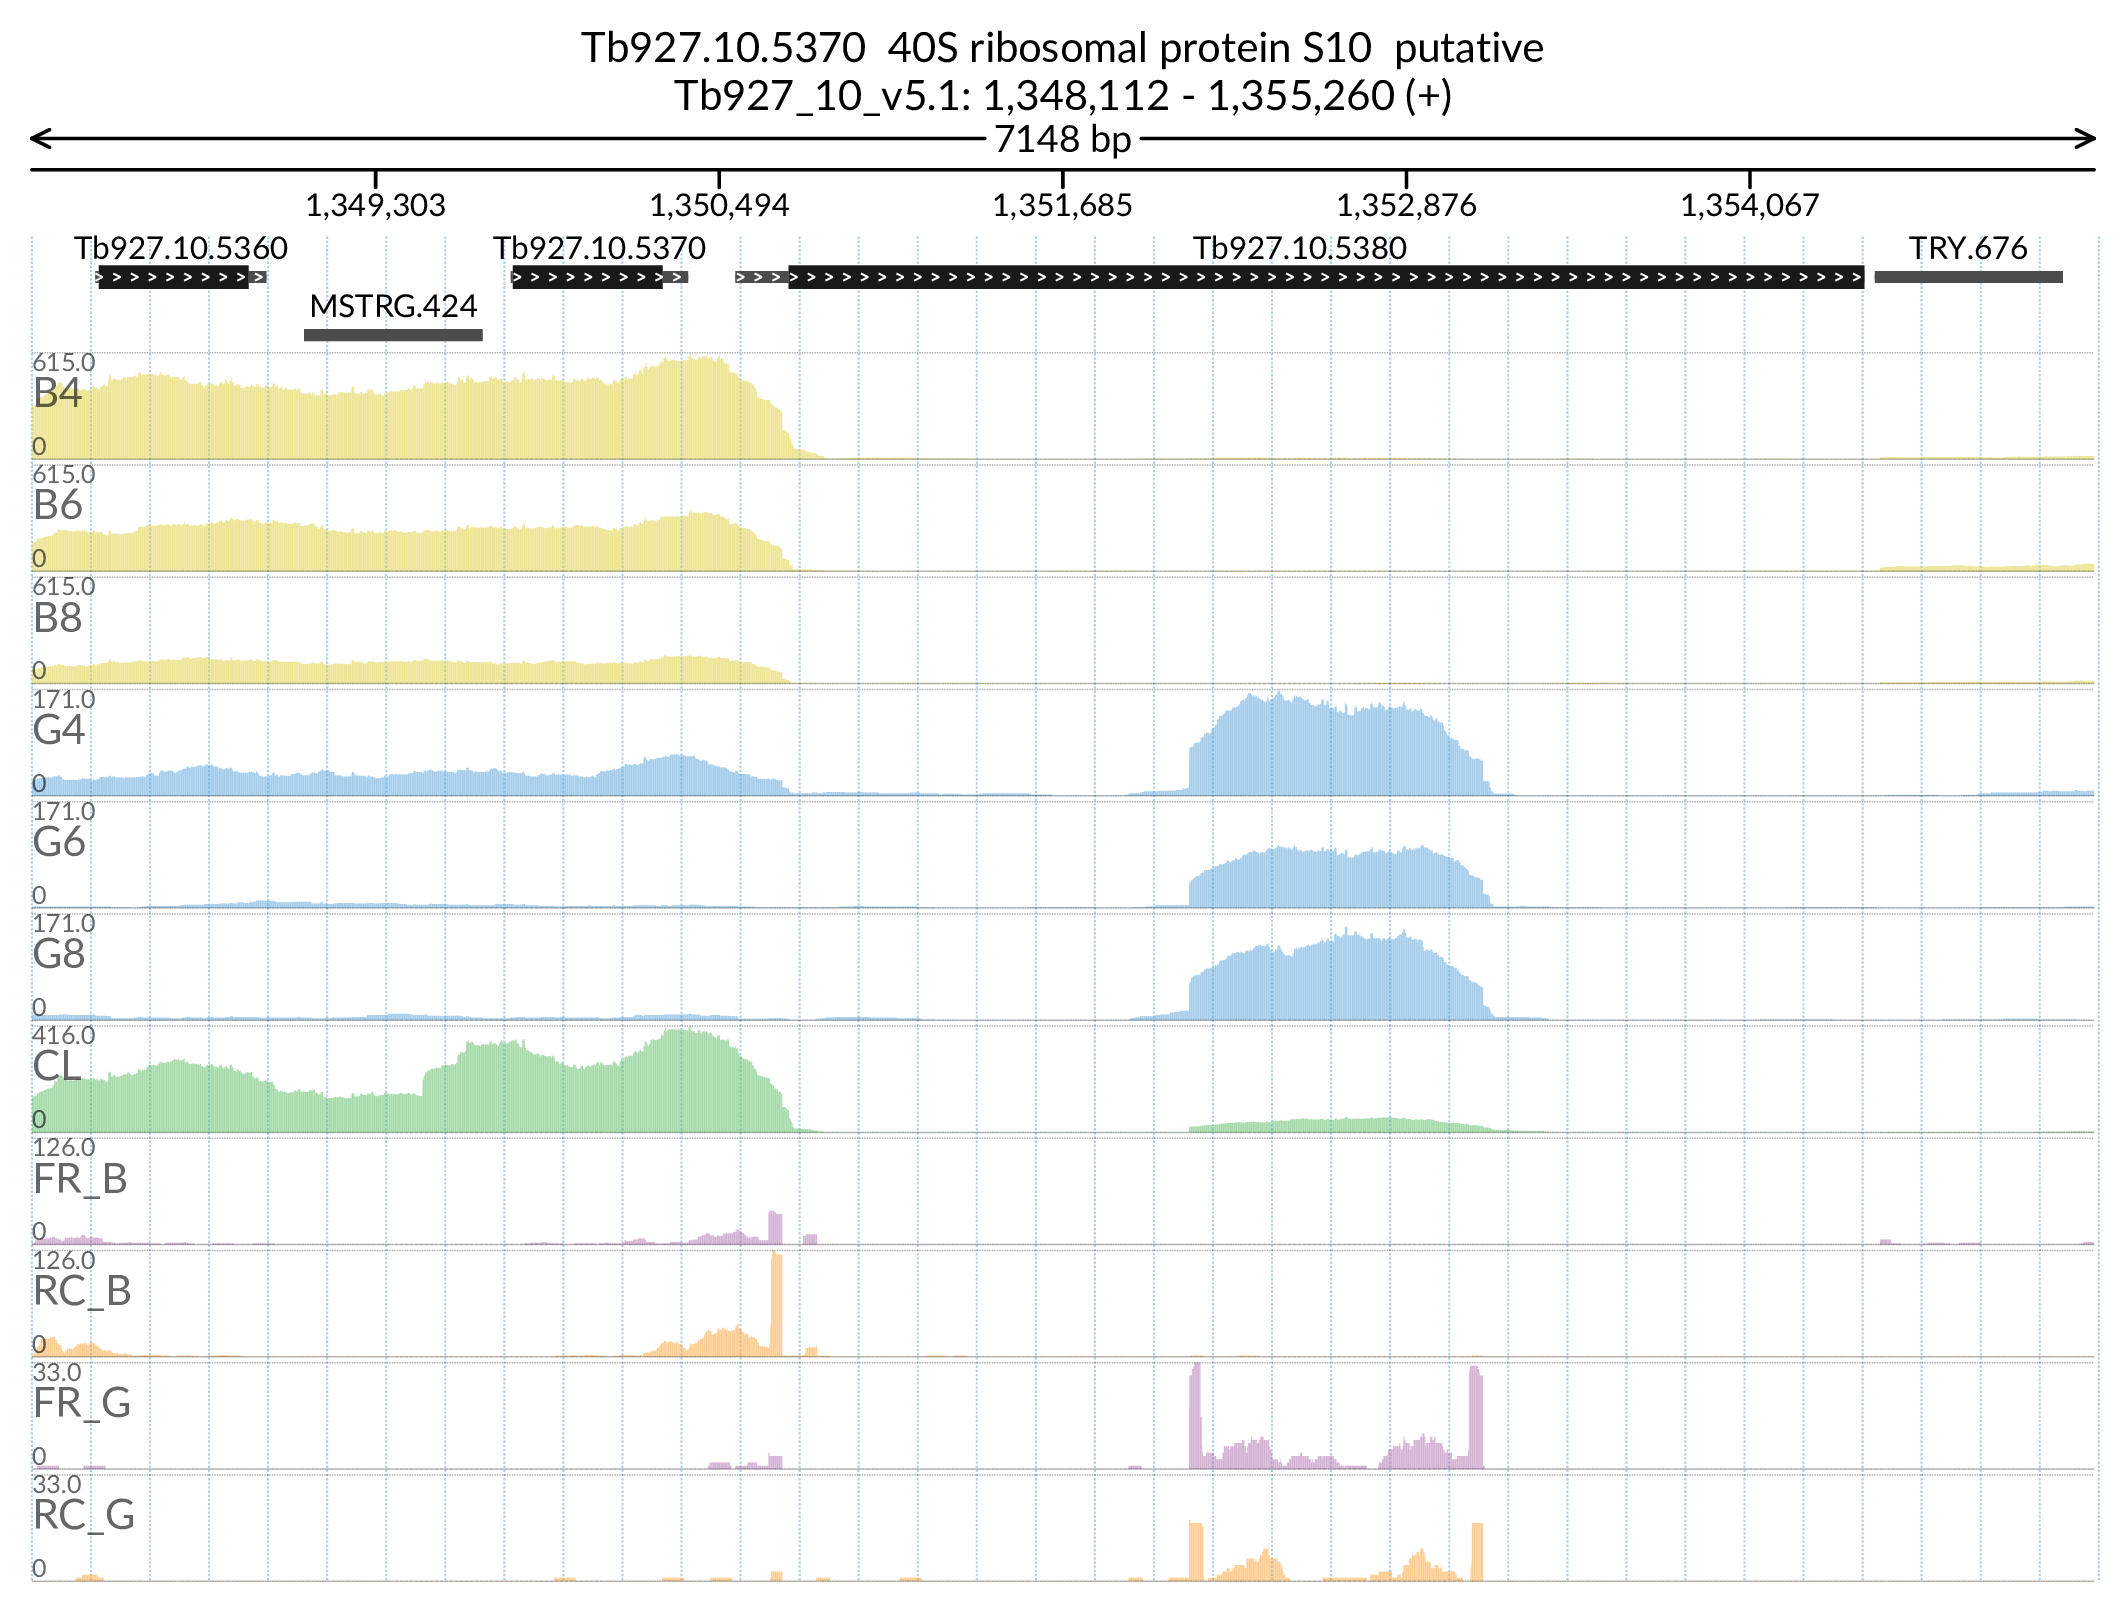 Tb927.10.5370  40S ribosomal protein S10  putative
Tb927_10_v5.1: 1,348,112 - 1,355,260 (+)
7148 bp
1,349,303 1,350,494 1,351,685 1,352,876 1,354,067
Tb927.10.5360 Tb927.10.5370 Tb927.10.5380 TRY.676
MSTRG.424
615.0
B4
0
615.0
B6
0
615.0
B8
0
171.0
G4
0
171.0
G6
0
171.0
G8
0
416.0
CL
0
126.0
FR_B
0
126.0
RC_B
0
33.0
FR_G
0
33.0
RC_G
0